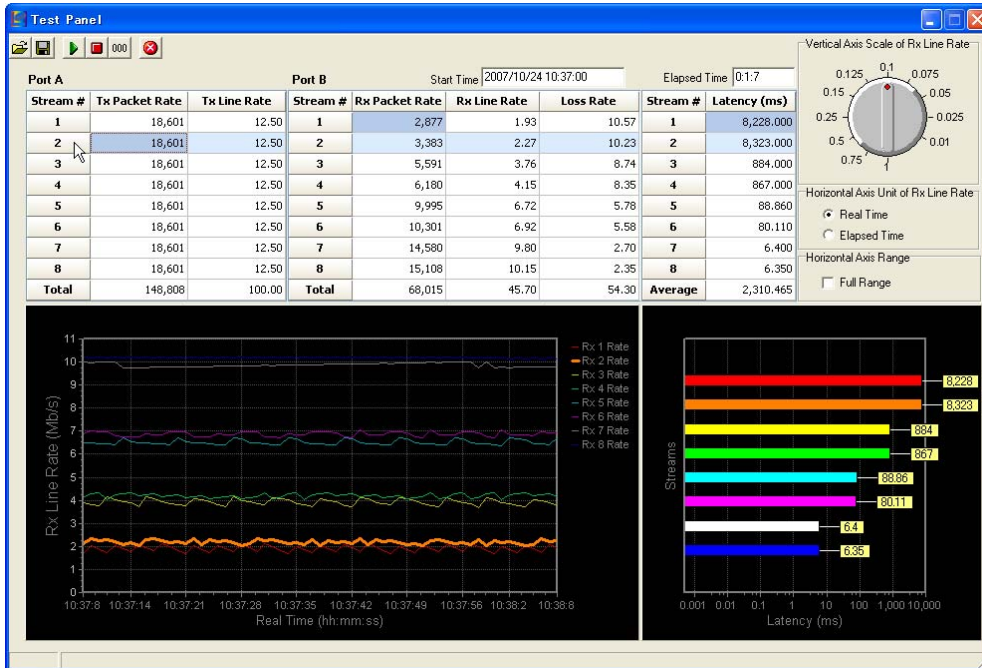 Test Panel
000
Port A
Port B
Start Time 2007/10/24 10:37:00
Elapsed Time 0:1:7
Stream # Tx Packet Rate Tx Line Rate Stream # Rx Packet Rate Rx Line Rate Loss Rate Stream # Latency (ms)
1 18,601 12.50 1 2,877 1.93 10.57 1 8,228.000
2 18,601 12.50 2 3,383 2.27 10.23 2 8,323.000
3 18,601 12.50 3 5,591 3.76 8.74 3 884.000
4 18,601 12.50 4 6,180 4.15 8.35 4 867.000
5 18,601 12.50 5 9,995 6.72 5.78 5 88.860
6 18,601 12.50 6 10,301 6.92 5.58 6 80.110
7 18,601 12.50 7 14,580 9.80 2.70 7 6.400
8 18,601 12.50 8 15,108 10.15 2.35 8 6.350
Total 148,808 100.00 Total 68,015 45.70 54.30 Average 2,310.465
Vertical Axis Scale of Rx Line Rate
0.1
0.125 0.075
0.15 0.05
0.25 0.025
0.5 0.01
0.75 1
Horizontal Axis Unit of Rx Line Rate
Real Time
Elapsed Time
Horizontal Axis Range
Full Range
Rx Line Rate (Mb/s)
11
10
9
8
7
6
5
4
3
2
1
0
10:37:8 10:37:14 10:37:21 10:37:28 10:37:35 10:37:42 10:37:49 10:37:56 10:38:2 10:38:8
Real Time (hh:mm:ss)
Rx 1 Rate
Rx 2 Rate
Rx 3 Rate
Rx 4 Rate
Rx 5 Rate
Rx 6 Rate
Rx 7 Rate
Rx 8 Rate
Streams
8,228
8,323
884
867
88.86
80.11
6.4
6.35
0.001 0.01 0.1 1 10 100 1,000 10,000
Latency (ms)